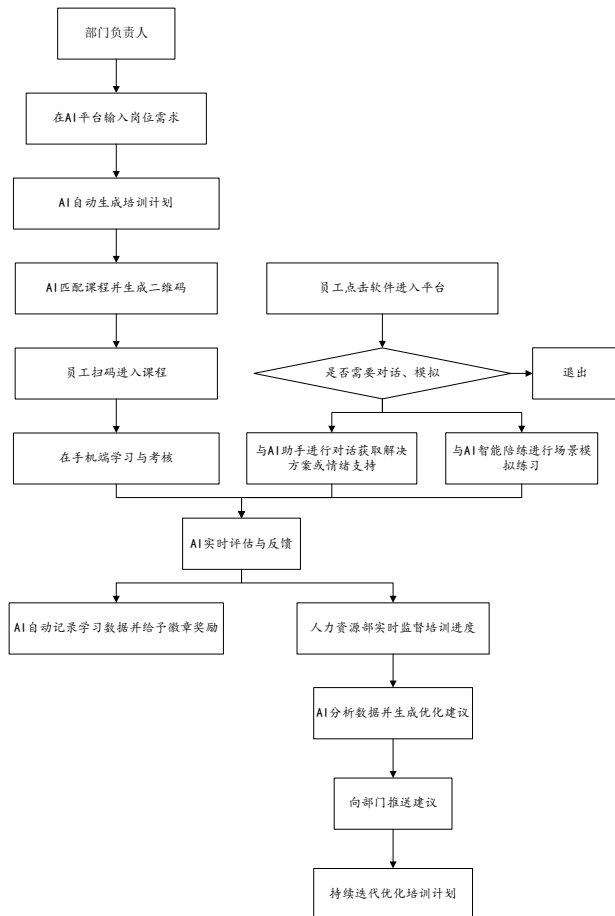 部门负责人
在AI平台输入岗位需求
AI自动生成培训计划
AI匹配课程并生成二维码
员工点击软件进入平台
员工扫码进入课程
是否需要对话、模拟
退出
在手机端学习与考核
与AI助手进行对话获取解决
方案或情绪支持
与AI智能陪练进行场景模
拟练习
AI实时评估与反馈
AI自动记录学习数据并给予徽章奖励
人力资源部实时监督培训进度
AI分析数据并生成优化建议
向部门推送建议
持续迭代优化培训计划